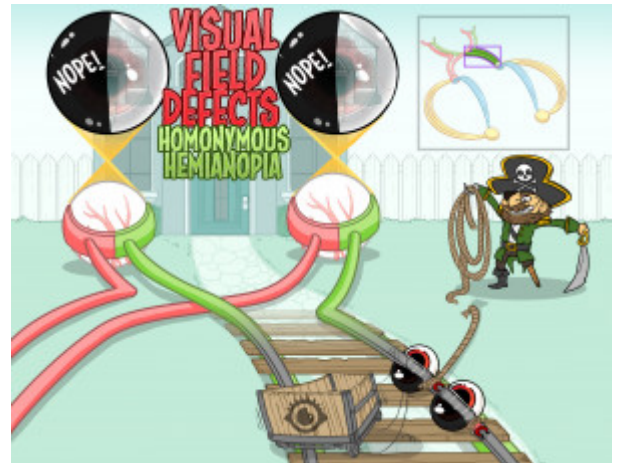 NOPE!
VISUAL
FIELD
DEFECTS
HOMONYMOUS
HEMIANOPIA
NOPE!